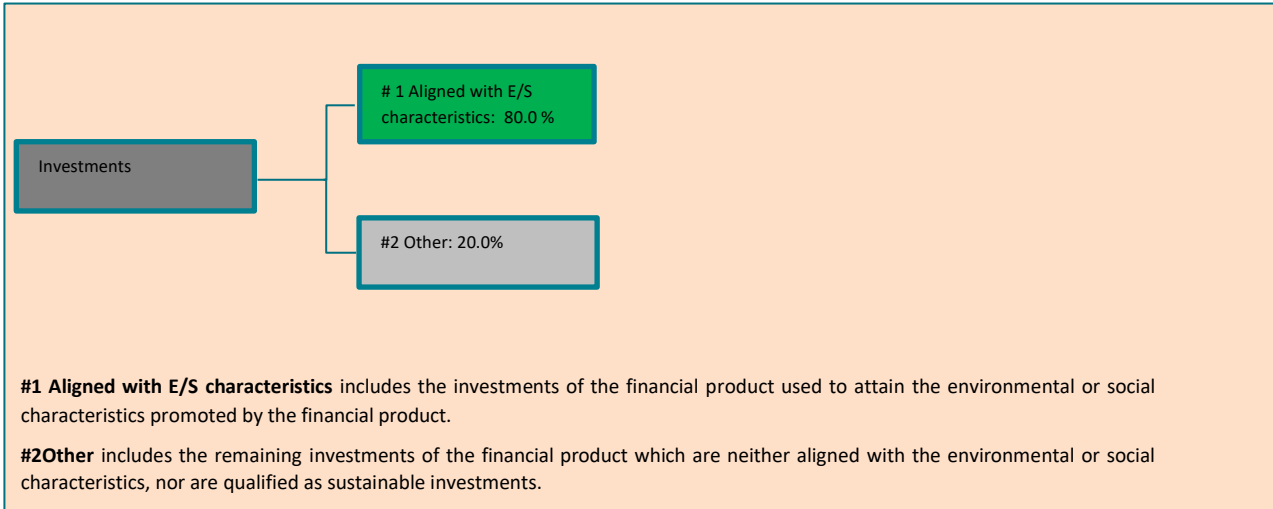 # 1 Aligned with E/S
characteristics: 80.0 %
Investments
#2 Other: 20.0%
#1 Aligned with E/S characteristics includes the investments of the financial product used to attain the environmental or social
characteristics promoted by the financial product.
#2Other includes the remaining investments of the financial product which are neither aligned with the environmental or social
characteristics, nor are qualified as sustainable investments.